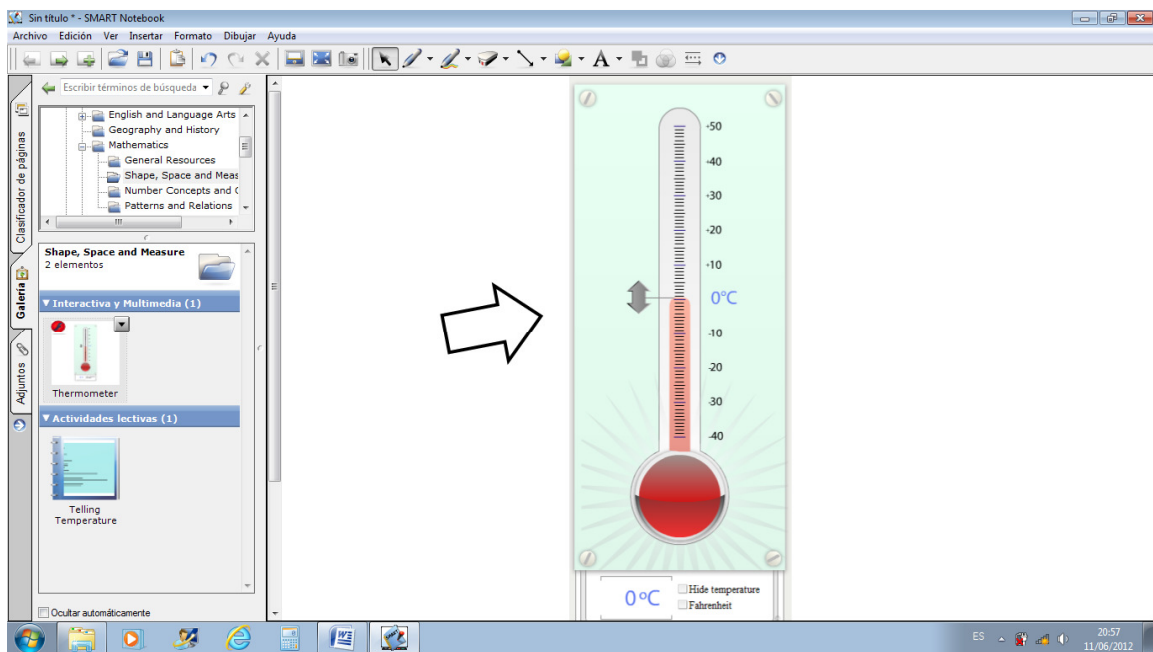 Sin título * - SMART Notebook
Archivo Edición Ver Insertar Formato Dibujar Ayuda
Escribir términos de búsqueda
English and Language Arts
Geography and History
Mathematics
General Resources
Shape, Space and Meas
Number Concepts and C
Patterns and Relations
Clasificador de páginas
Galería
Adjuntos
Shape, Space and Measure
2 elementos
Interactiva y Multimedia (1)
Thermometer
Actividades lectivas (1)
Telling
Temperature
Ocultar automáticamente
+50
+40
+30
+20
+10
0°C
-10
-20
-30
-40
0°C
Hide temperature
Fahrenheit
ES
20:57
11/06/2012